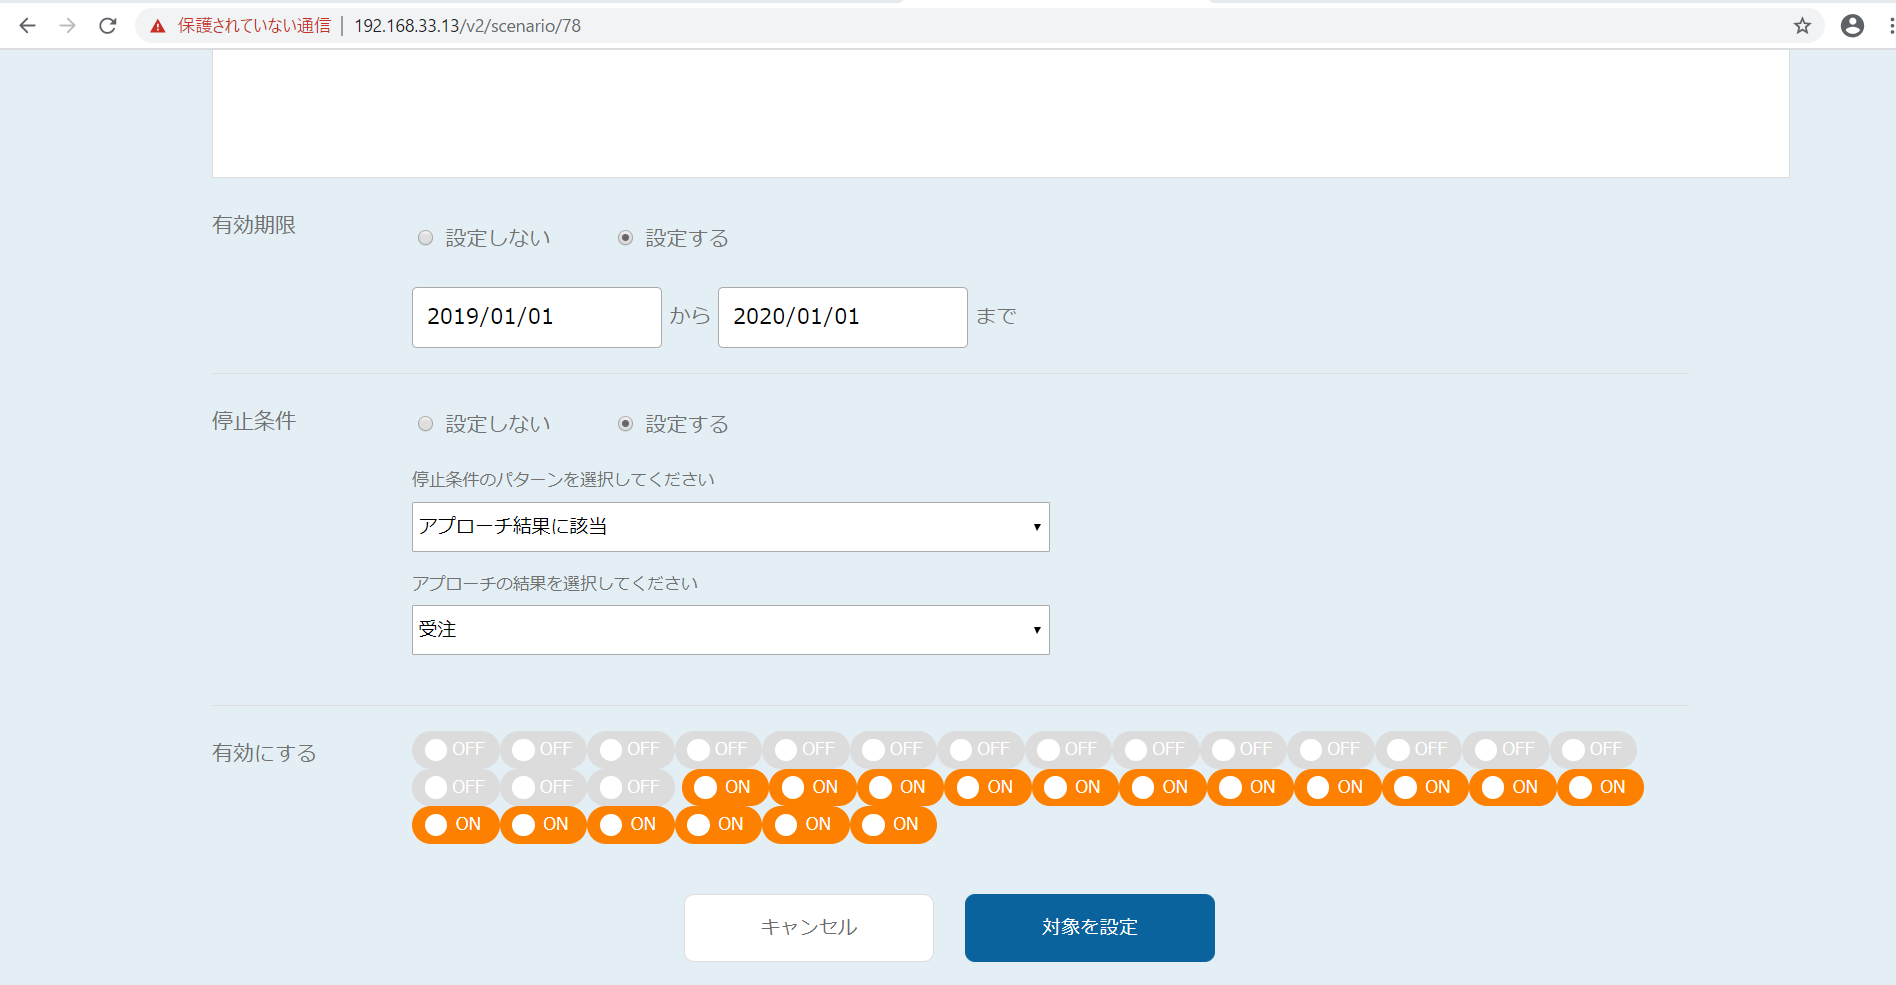 保護されていない通信 | 192.168.33.13/v2/scenario/78
有効期限
設定しない 設定する
2019/01/01 から 2020/01/01 まで
停止条件
設定しない 設定する
停止条件のパターンを選択してください
アプローチ結果に該当
アプローチの結果を選択してください
受注
有効にする
OFF OFF OFF OFF OFF OFF OFF OFF OFF OFF OFF OFF OFF OFF
OFF OFF OFF ON ON ON ON ON ON ON ON ON ON ON
ON ON ON ON ON ON
キャンセル 対象を設定